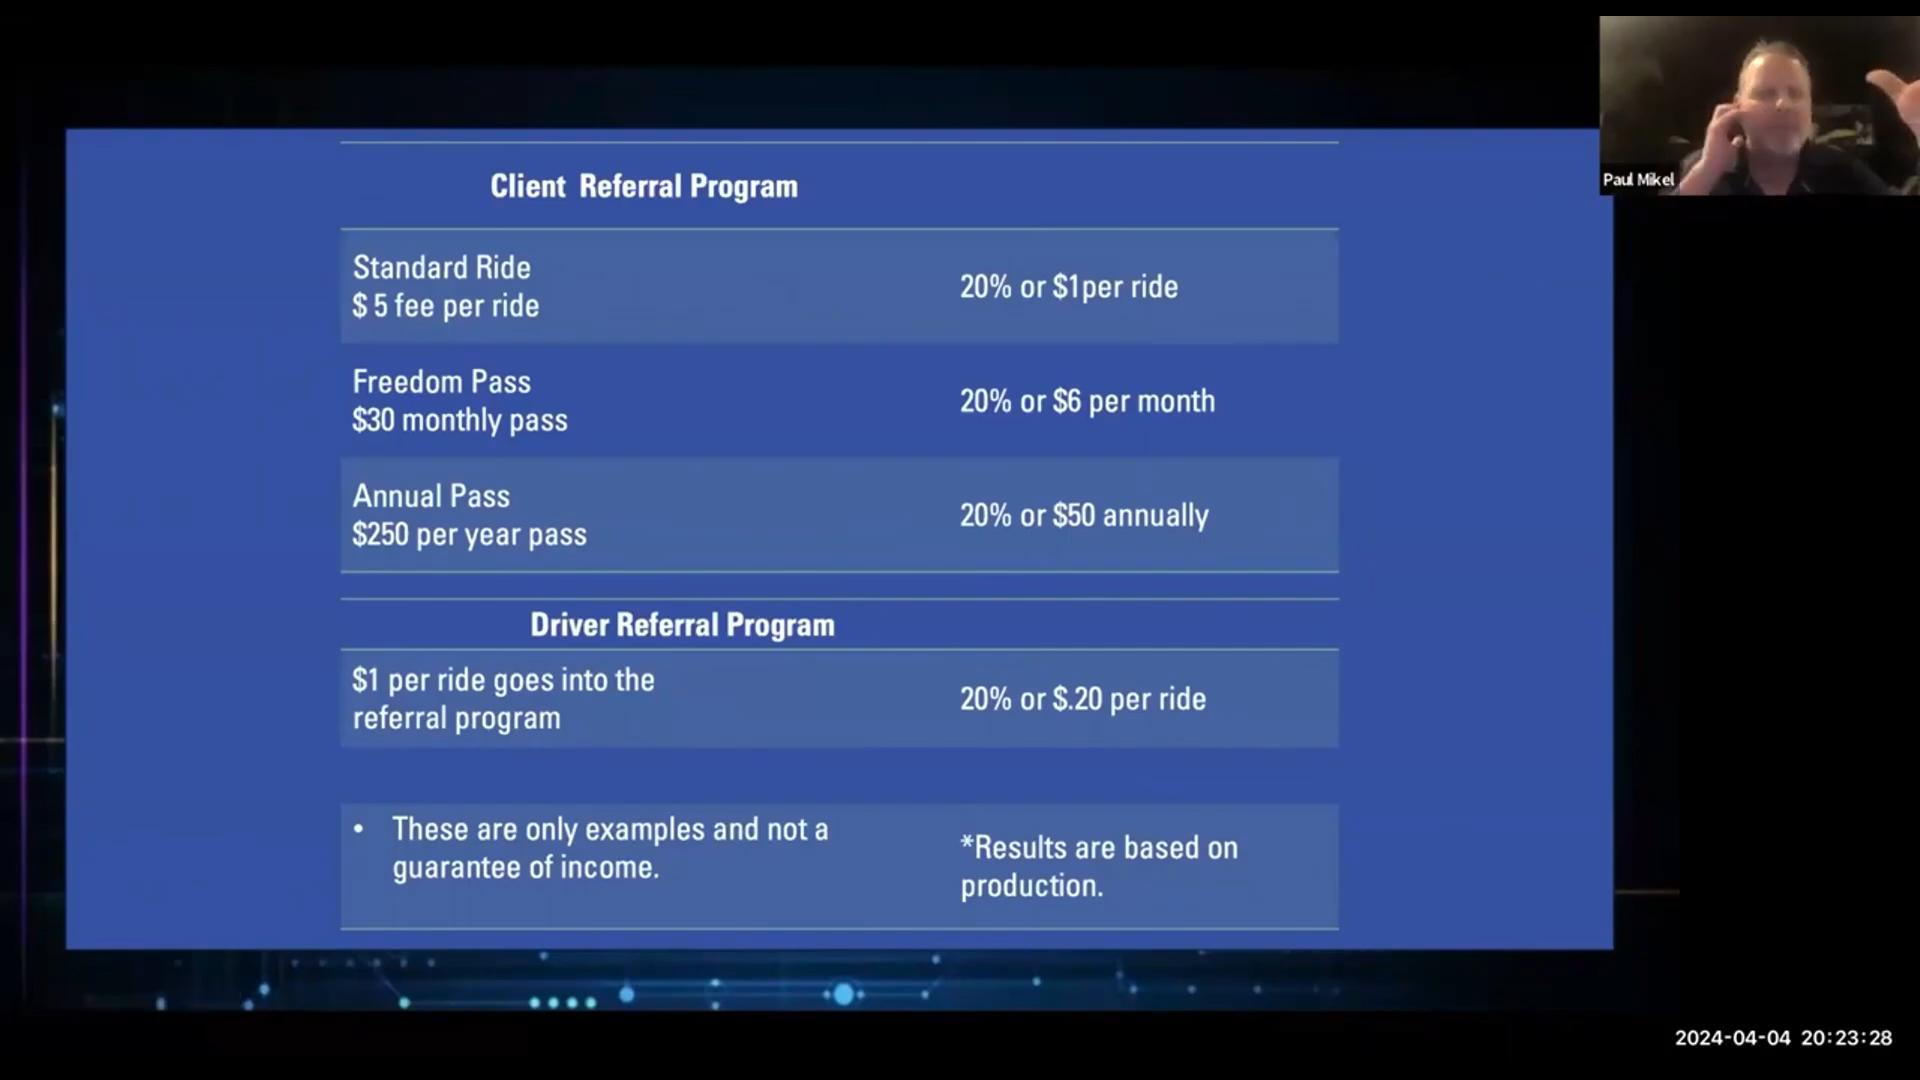 Paul Mikel
Client Referral Program
Standard Ride
$ 5 fee per ride
20% or $1per ride
Freedom Pass
$30 monthly pass
20% or $6 per month
Annual Pass
$250 per year pass
20% or $50 annually
Driver Referral Program
$1 per ride goes into the
referral program
20% or $.20 per ride
• These are only examples and not a
guarantee of income.
*Results are based on
production.
2024-04-04 20:23:28